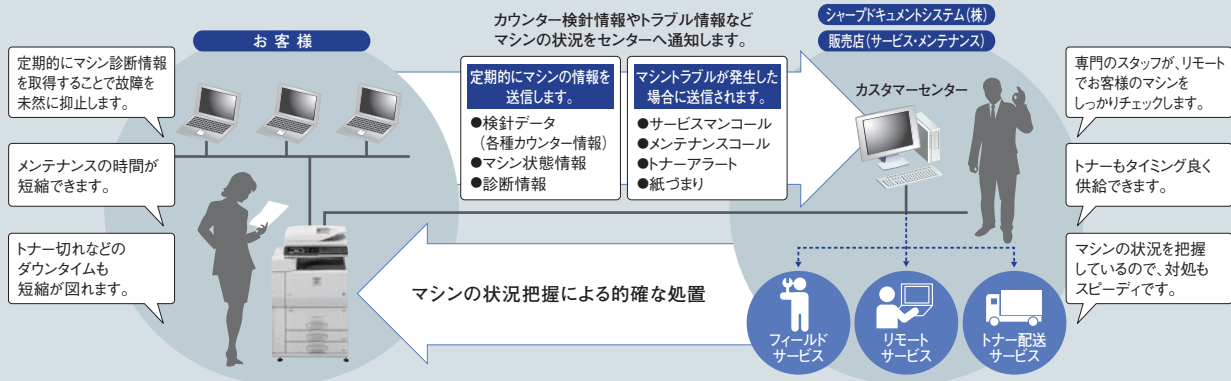 お客様
定期的にマシン診断情報
を取得することで故障を
未然に抑止します。
メンテナンスの時間が
短縮できます。
トナー切れなどの
ダウンタイムも
短縮が図れます。
カウンター検針情報やトラブル情報など
マシンの状況をセンターへ通知します。
定期的にマシンの情報を
送信します。
●検針データ
（各種カウンター情報）
●マシン状態情報
●診断情報
マシントラブルが発生した
場合に送信されます。
●サービスマンコール
●メンテナンスコール
●トナーアラート
●紙づまり
シャープドキュメントシステム（株）
販売店（サービス・メンテナンス）
カスタマーセンター
専門のスタッフが、リモート
でお客様のマシンを
しっかりチェックします。
トナーもタイミング良く
供給できます。
マシンの状況を把握
しているので、対処も
スピーディです。
マシンの状況把握による的確な処置
フィールド
サービス
リモート
サービス
トナー配送
サービス